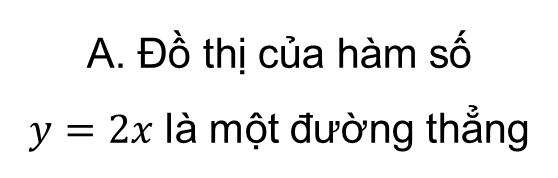 A. Đồ thị của hàm số
y = 2x là một đường thẳng